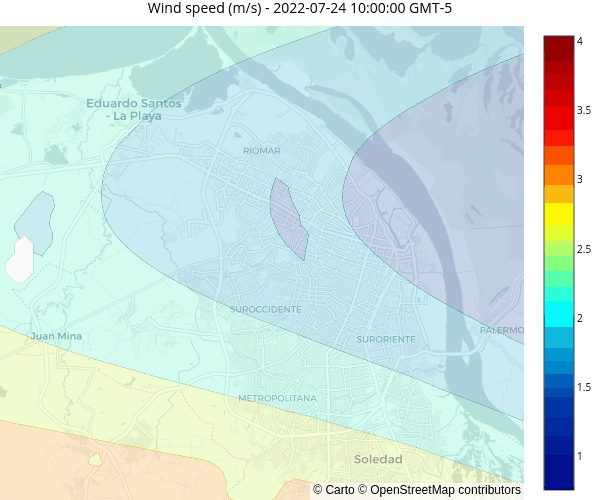 Wind speed (m/s) - 2022-07-24 10:00:00 GMT-5
Eduardo Santos
- La Playa
RIOMAR
SUROCCIDENTE
Juan Mina
SURORIENTE
PALERMO
METROPOLITANA
Soledad
© Carto © OpenStreetMap contributors
4
3.5
3
2.5
2
1.5
1